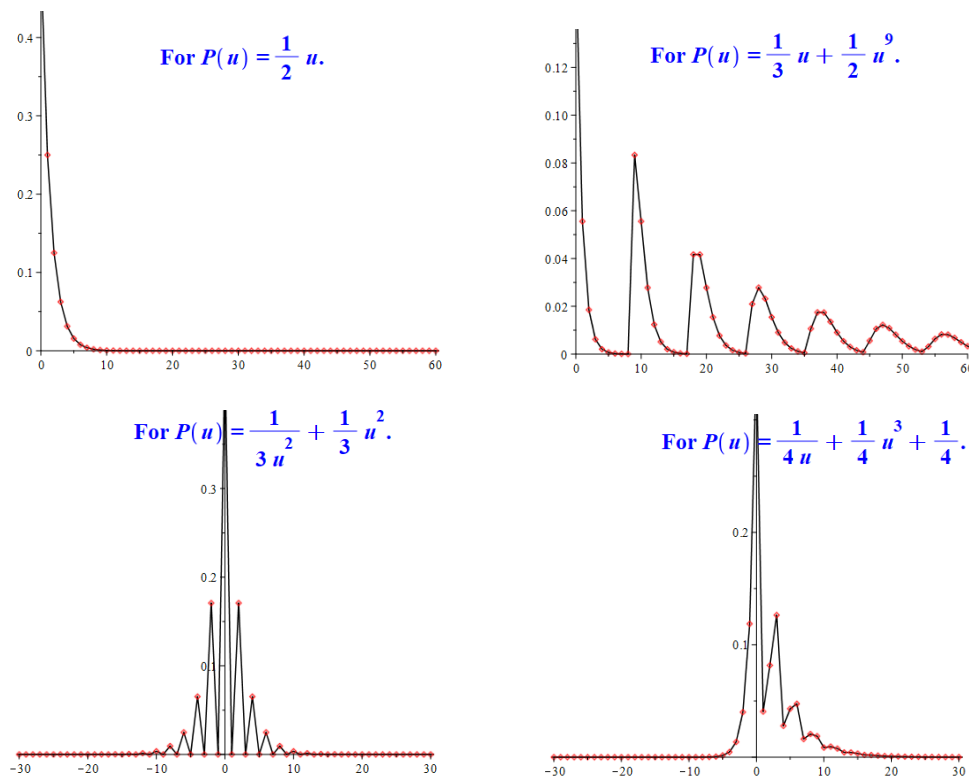 For P(u) = 1/2 u.
0.4
0.3
0.2
0.1
0
0 10 20 30 40 50 60
For P(u) = 1/3 u + 1/2 u^9.
0.12
0.10
0.08
0.06
0.04
0.02
0
0 10 20 30 40 50 60
For P(u) = 1/(3 u^2) + 1/3 u^2.
0.3
0.2
0.1
−30 −20 −10 0 10 20 30
For P(u) = 1/(4 u) + 1/4 u^3 + 1/4.
0.2
0.1
−30 −20 −10 0 10 20 30